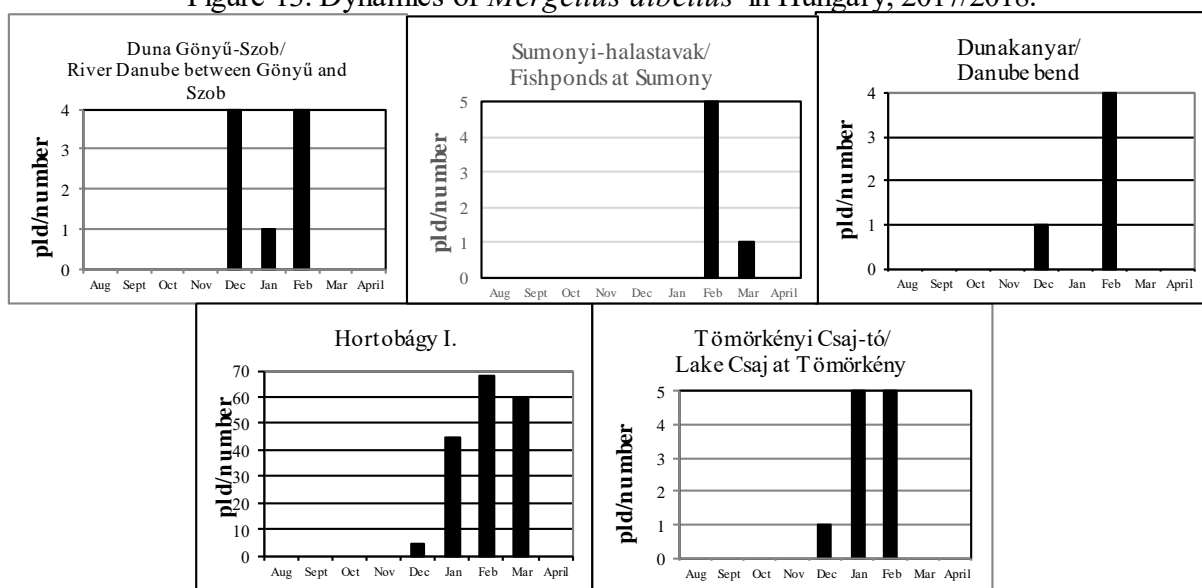 Figure Dynamics of Mergellus albellus in Hungary, 2017/2018.
Duna Gönyű-Szob/
River Danube between Gönyű and
Szob
pld/number
4
3
2
1
0
Aug Sept Oct Nov Dec Jan Feb Mar April
Sumonyi-halastavak/
Fishponds at Sumony
pld/number
5
4
3
2
1
0
Aug Sept Oct Nov Dec Jan Feb Mar April
Dunakanyar/
Danube bend
pld/number
4
3
2
1
0
Aug Sept Oct Nov Dec Jan Feb Mar April
Hortobágy I.
pld/number
70
60
50
40
30
20
10
0
Aug Sept Oct Nov Dec Jan Feb Mar April
Tömörkényi Csaj-tó/
Lake Csaj at Tömörkény
pld/number
5
4
3
2
1
0
Aug Sept Oct Nov Dec Jan Feb Mar April